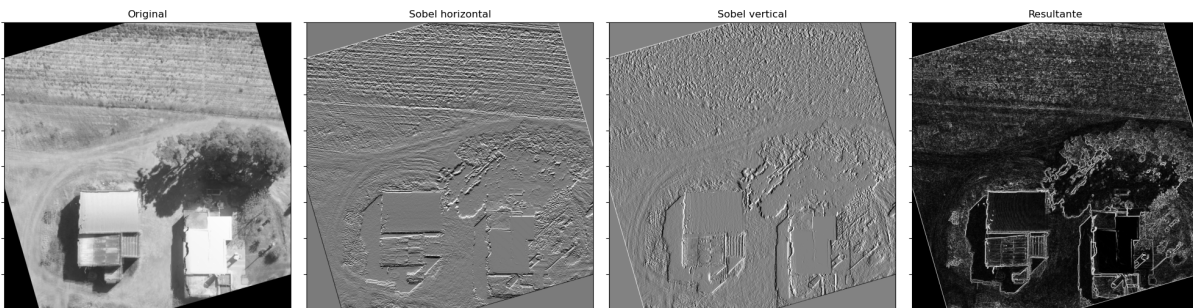 Original
Sobel horizontal
Sobel vertical
Resultante